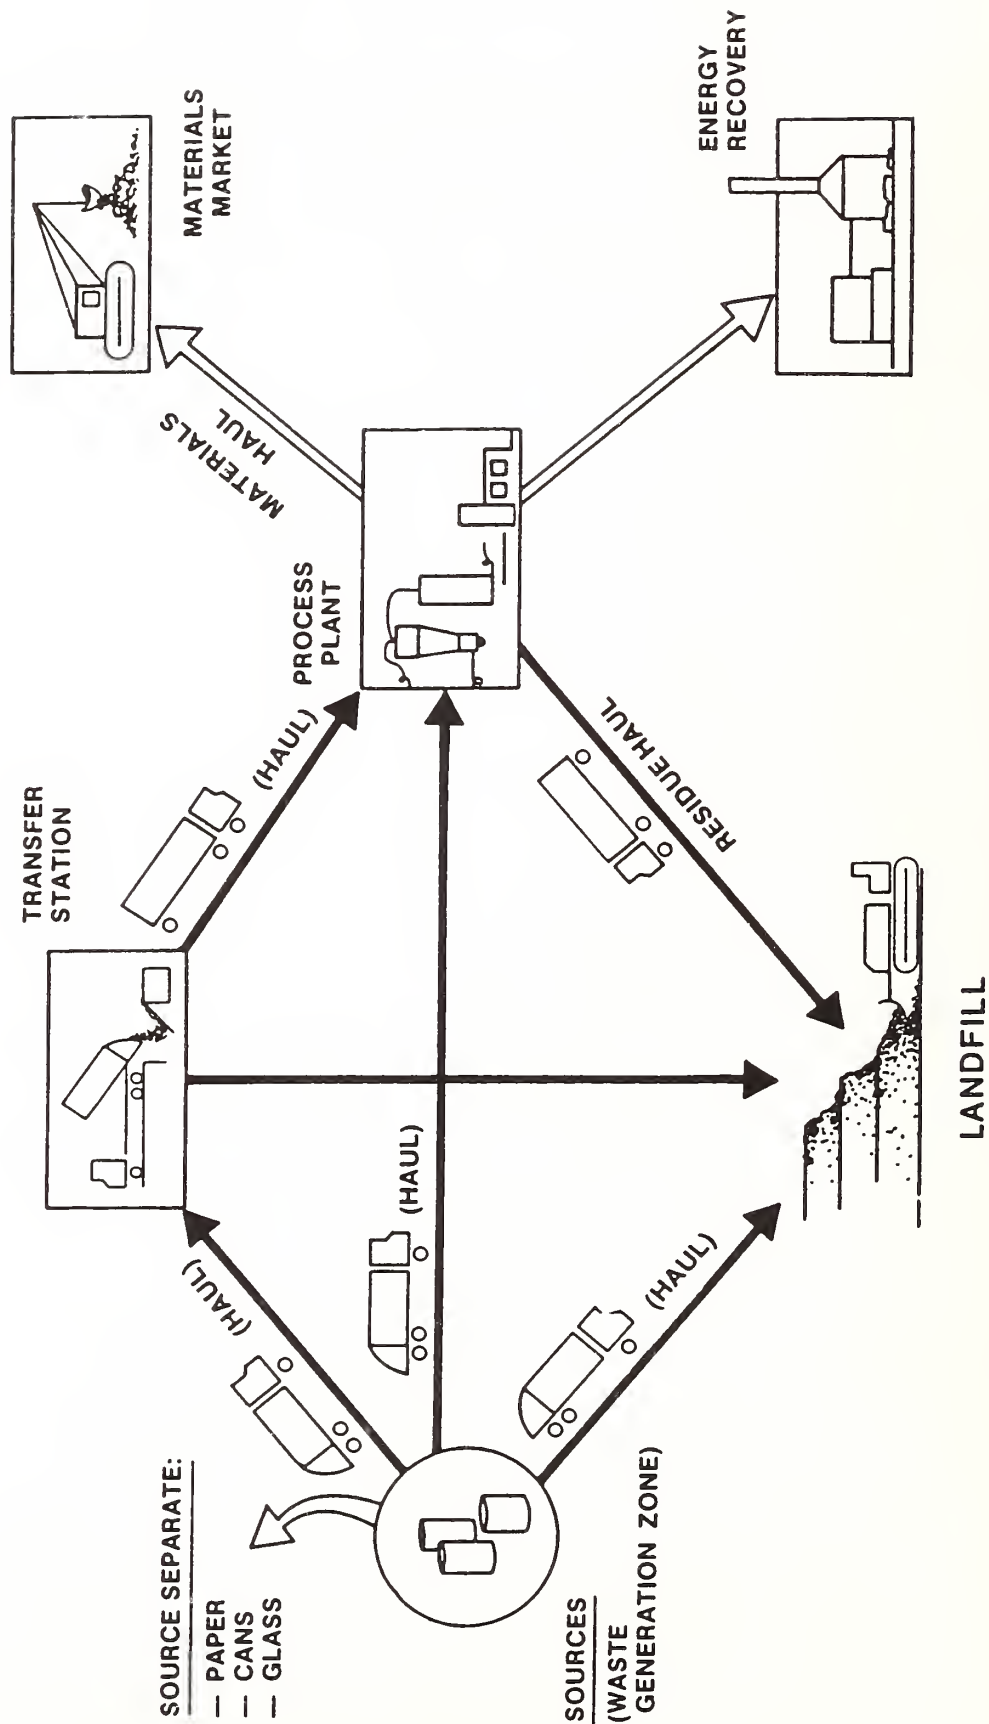 SOURCE SEPARATE:
— PAPER
— CANS
— GLASS
SOURCES
(WASTE
GENERATION ZONE)
(HAUL)
(HAUL)
(HAUL)
TRANSFER
STATION
(HAUL)
PROCESS
PLANT
MATERIALS
HAUL
MATERIALS
MARKET
RESIDUE HAUL
ENERGY
RECOVERY
LANDFILL